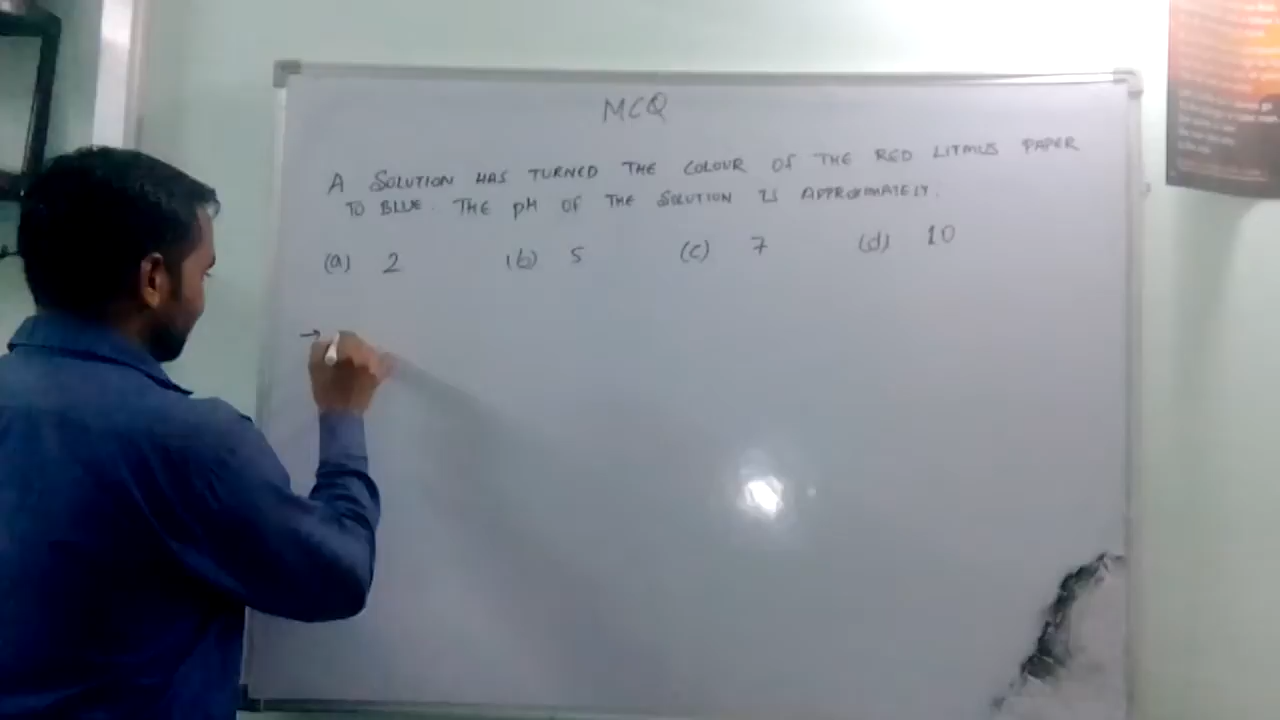 MCQ
A SOLUTION HAS TURNED THE COLOUR OF THE RED LITMUS PAPER
TO BLUE. THE pH OF THE SOLUTION IS APPROXIMATELY.
(a) 2 (b) 5 (c) 7 (d) 10
→